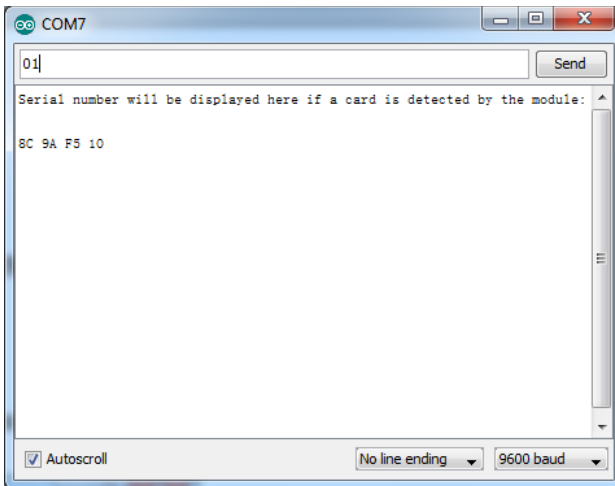 COM7
01
Send
Serial number will be displayed here if a card is detected by the module:
8C 9A F5 10
Autoscroll
No line ending
9600 baud